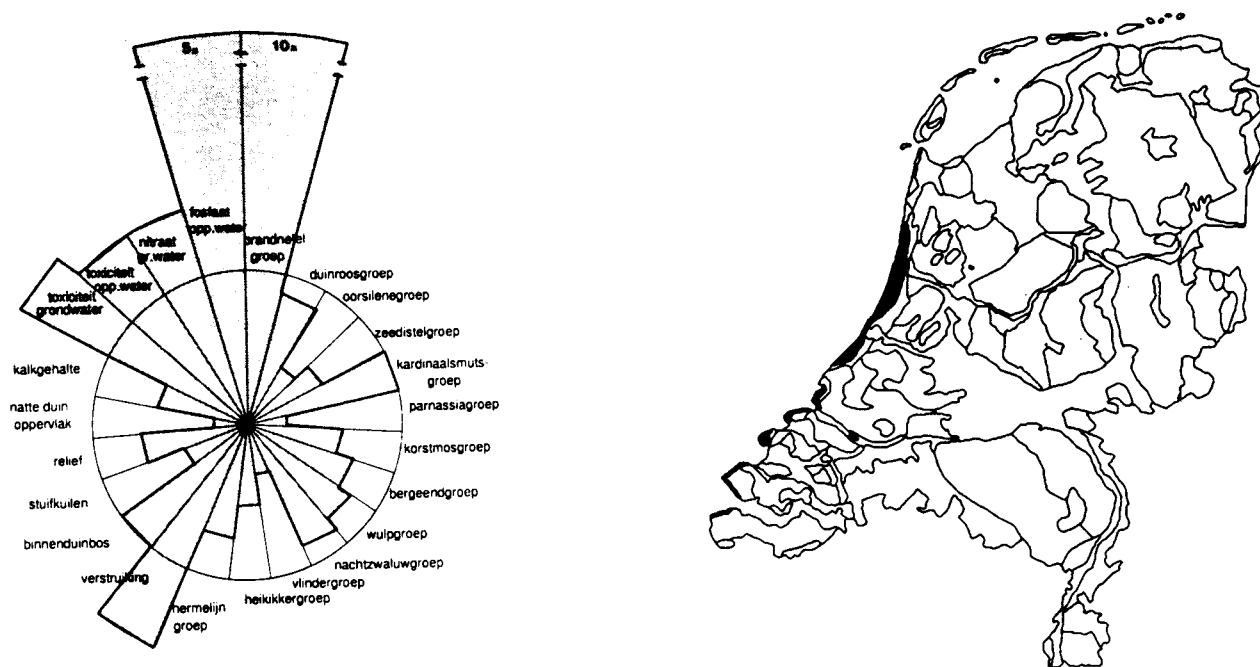 5x
10x
fosfaat
opp.water
brandnetel
groep
nitraat
gr.water
toxiciteit
opp.water
toxiciteit
grondwater
duinroosgroep
oorsilenegroep
zeedistelgroep
kardinaalsmuts-
groep
parnassiagroep
korstmosgroep
bergeendgroep
wulpgroep
nachtzwaluwgroep
vlindergroep
heikikkergroep
hermelijn
groep
verstruiking
binnenduinbos
stuifkuilen
relief
natte duin
oppervlak
kalkgehalte